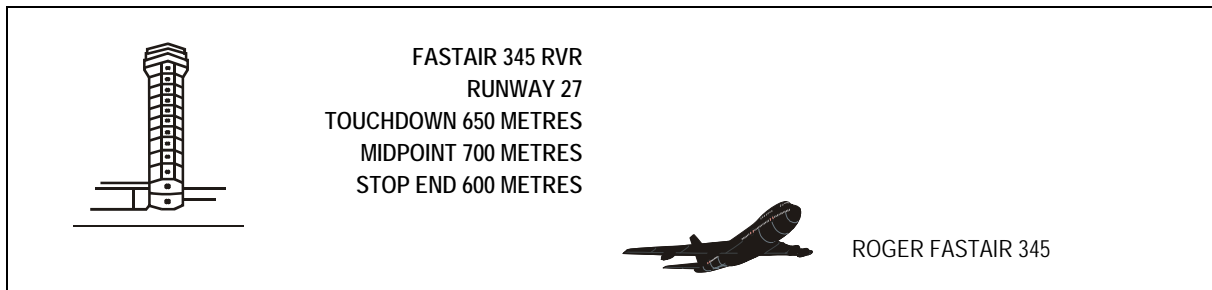 FASTAIR 345 RVR
RUNWAY 27
TOUCHDOWN 650 METRES
MIDPOINT 700 METRES
STOP END 600 METRES
ROGER FASTAIR 345